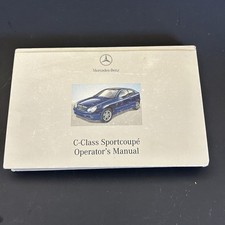 Mercedes-Benz
C-Class Sportcoupé
Operator's Manual